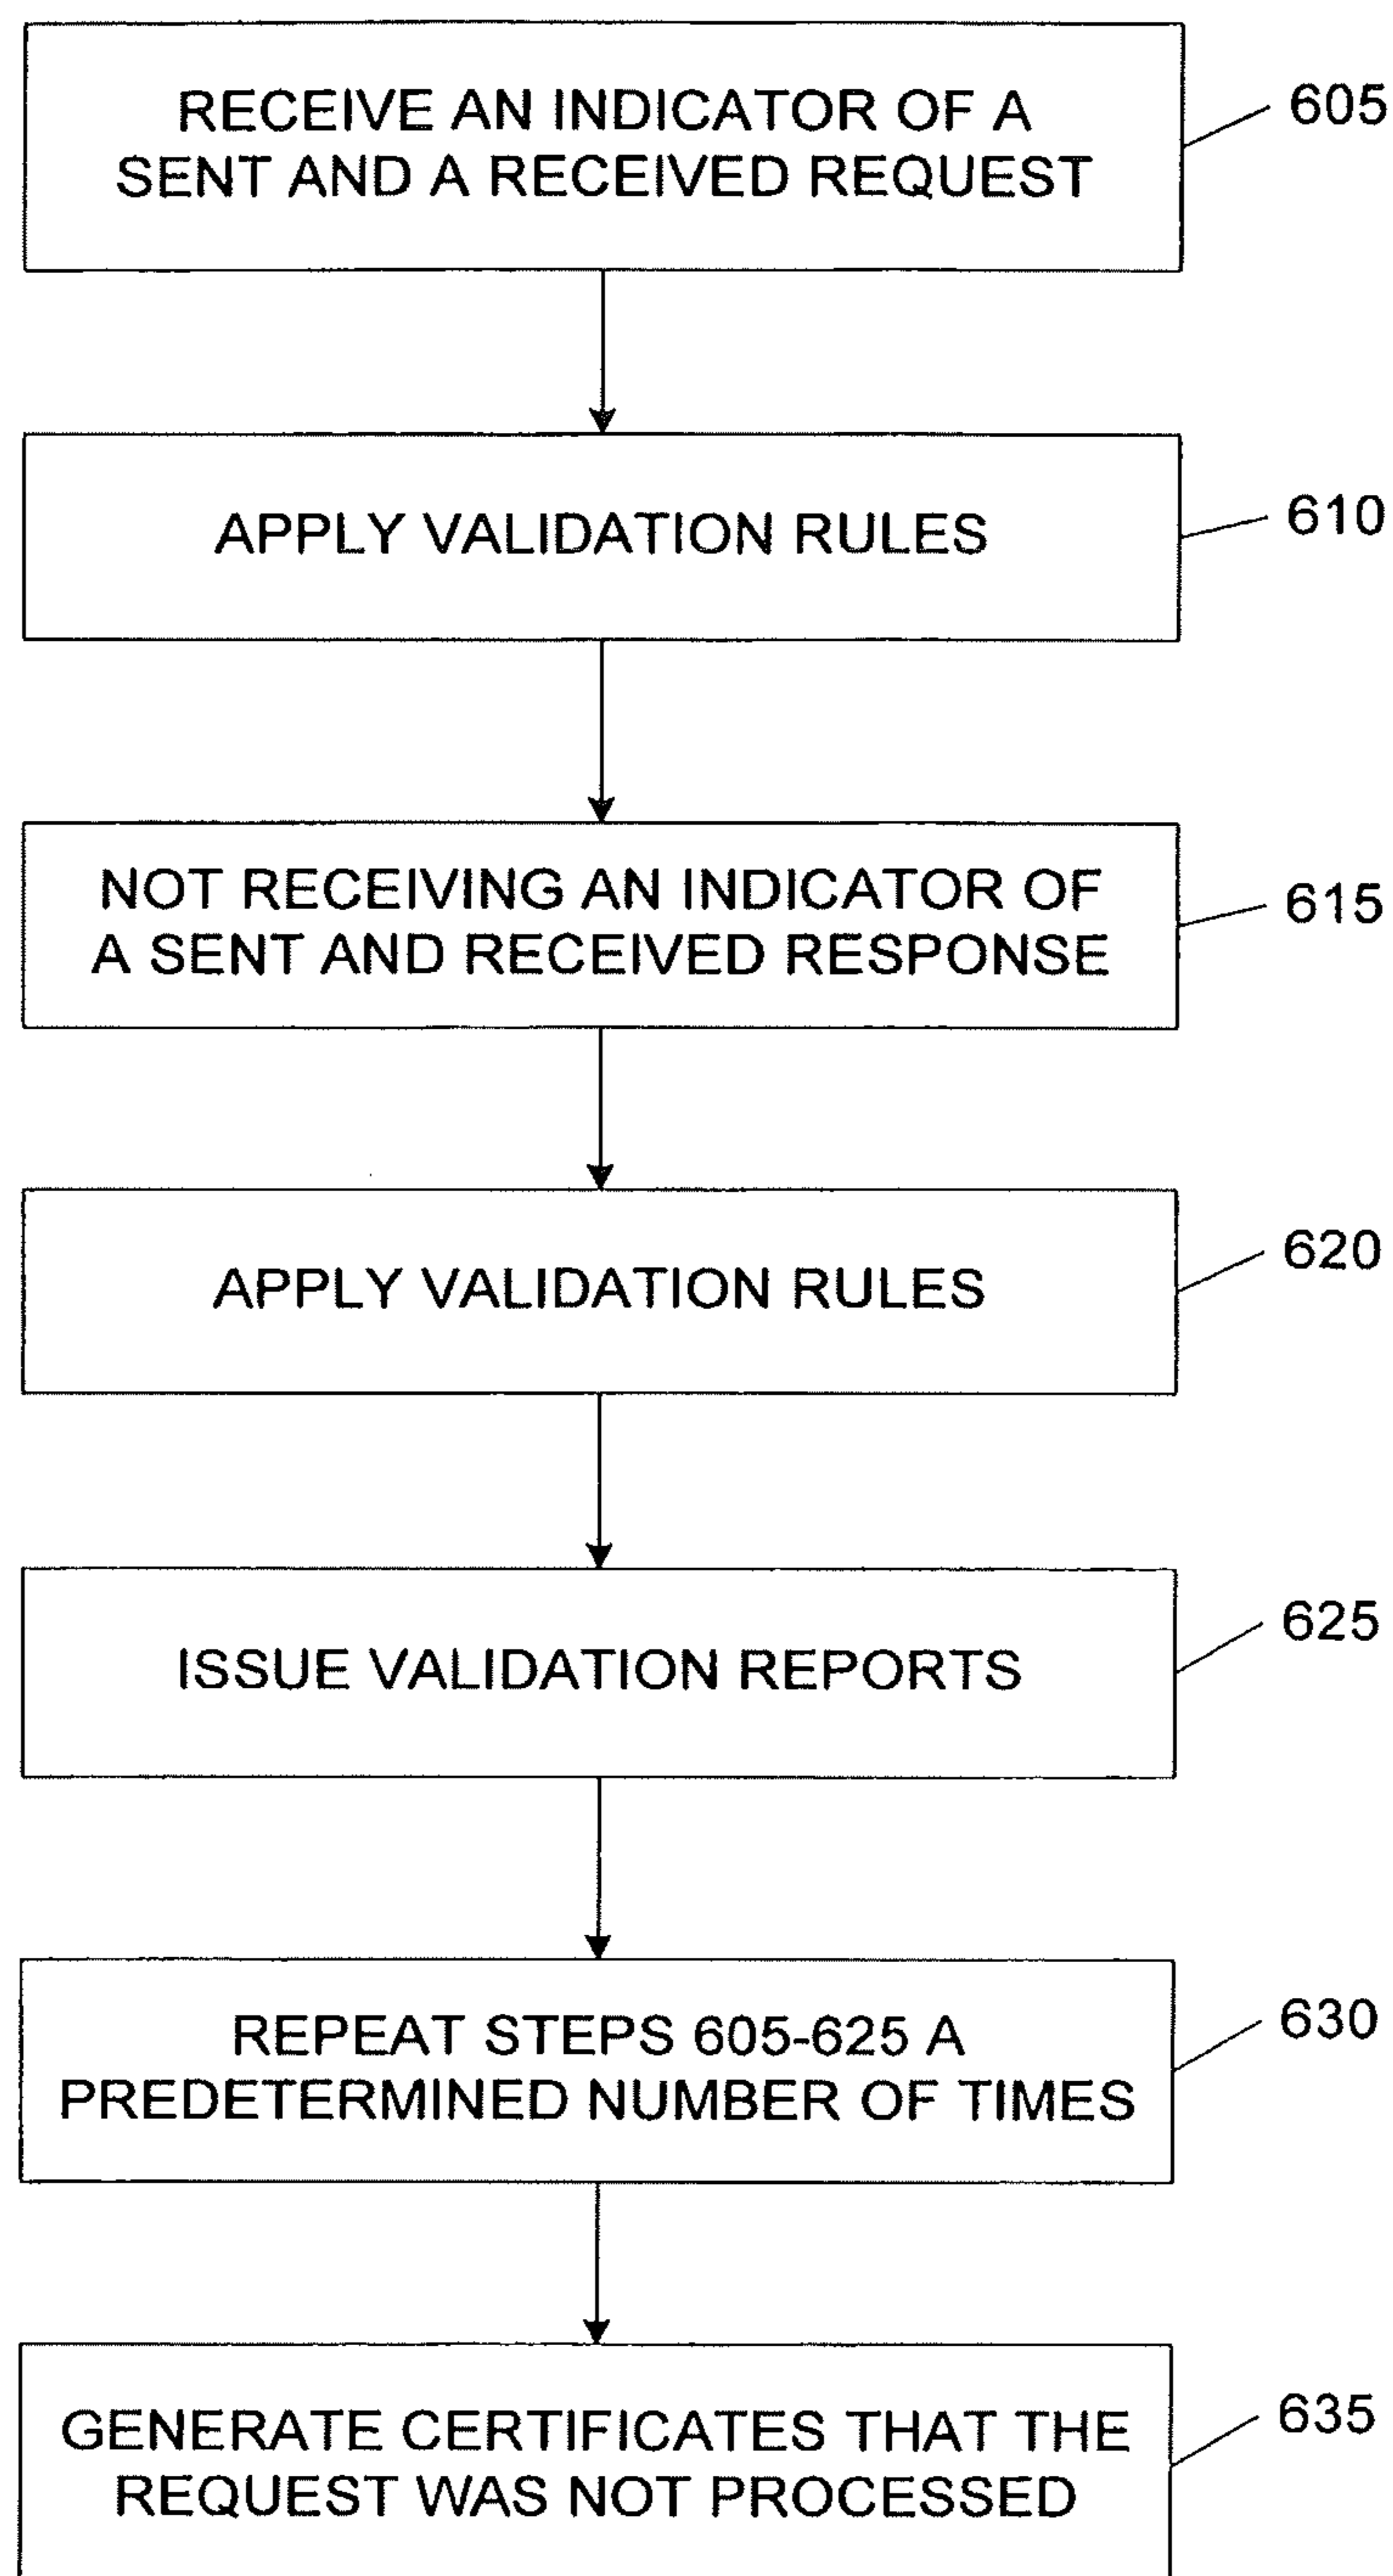 RECEIVE AN INDICATOR OF A
SENT AND A RECEIVED REQUEST
605
APPLY VALIDATION RULES
610
NOT RECEIVING AN INDICATOR OF
A SENT AND RECEIVED RESPONSE
615
APPLY VALIDATION RULES
620
ISSUE VALIDATION REPORTS
625
REPEAT STEPS 605-625 A
PREDETERMINED NUMBER OF TIMES
630
GENERATE CERTIFICATES THAT THE
REQUEST WAS NOT PROCESSED
635